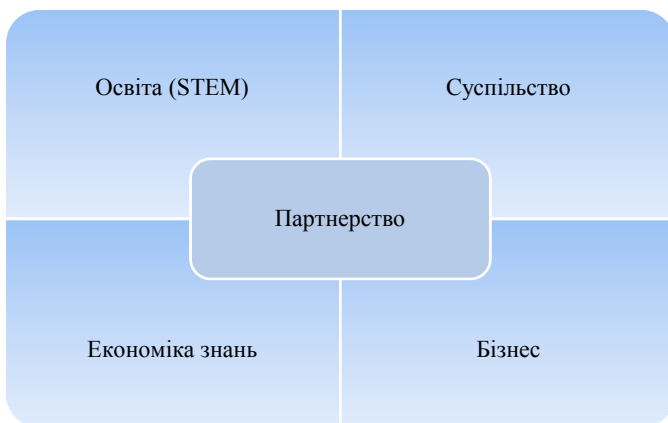 Освіта (STEM)
Суспільство
Партнерство
Економіка знань
Бізнес